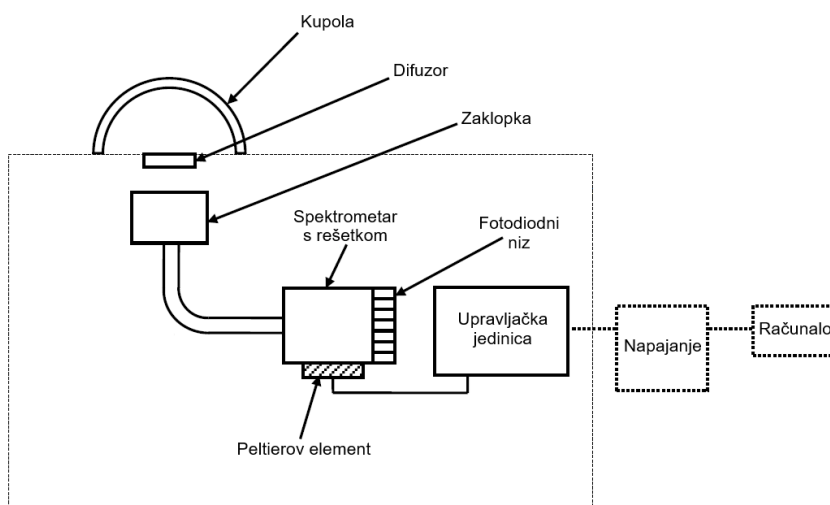 Kupola
Difuzor
Zaklopka
Spektrometar
s rešetkom
Fotodiodni
niz
Upravljačka
jedinica
Napajanje
Računalo
Peltierov element